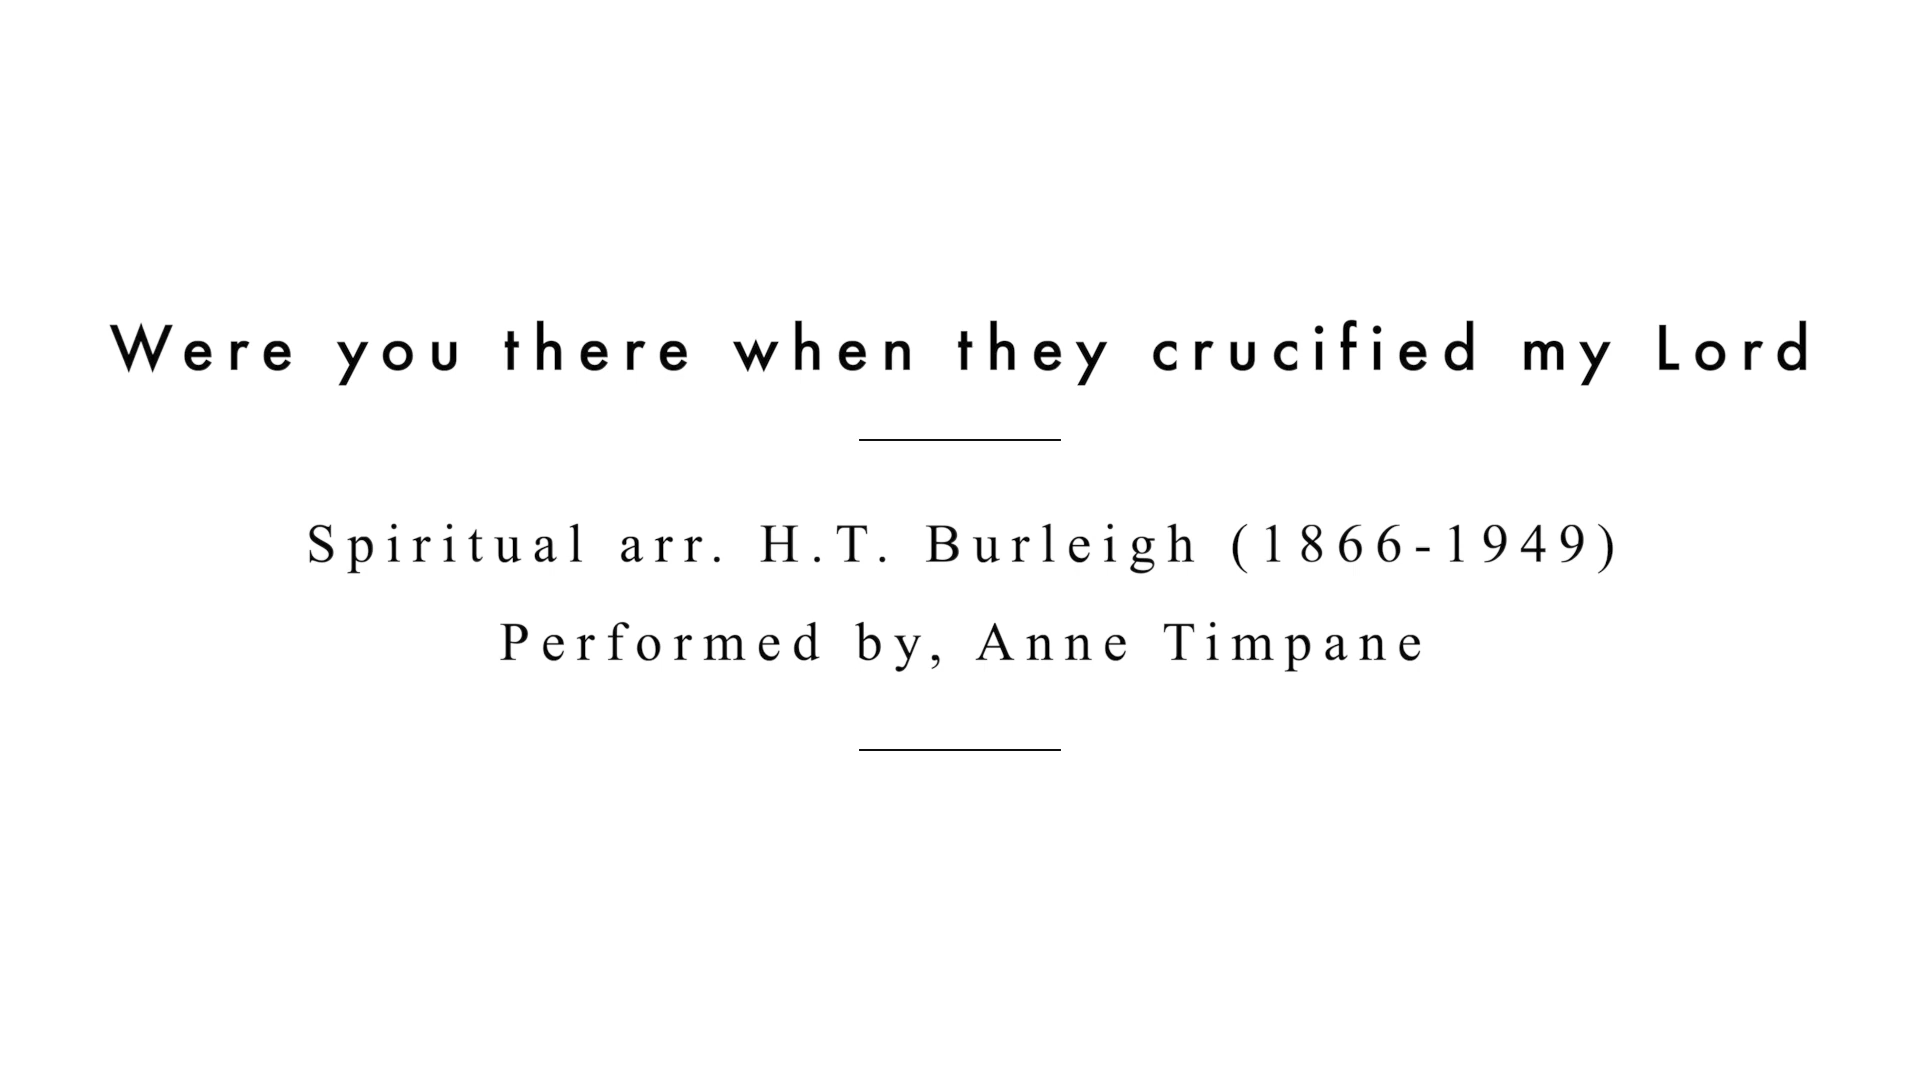 Were you there when they crucified my Lord
Spiritual arr. H.T. Burleigh (1866-1949)
Performed by, Anne Timpane